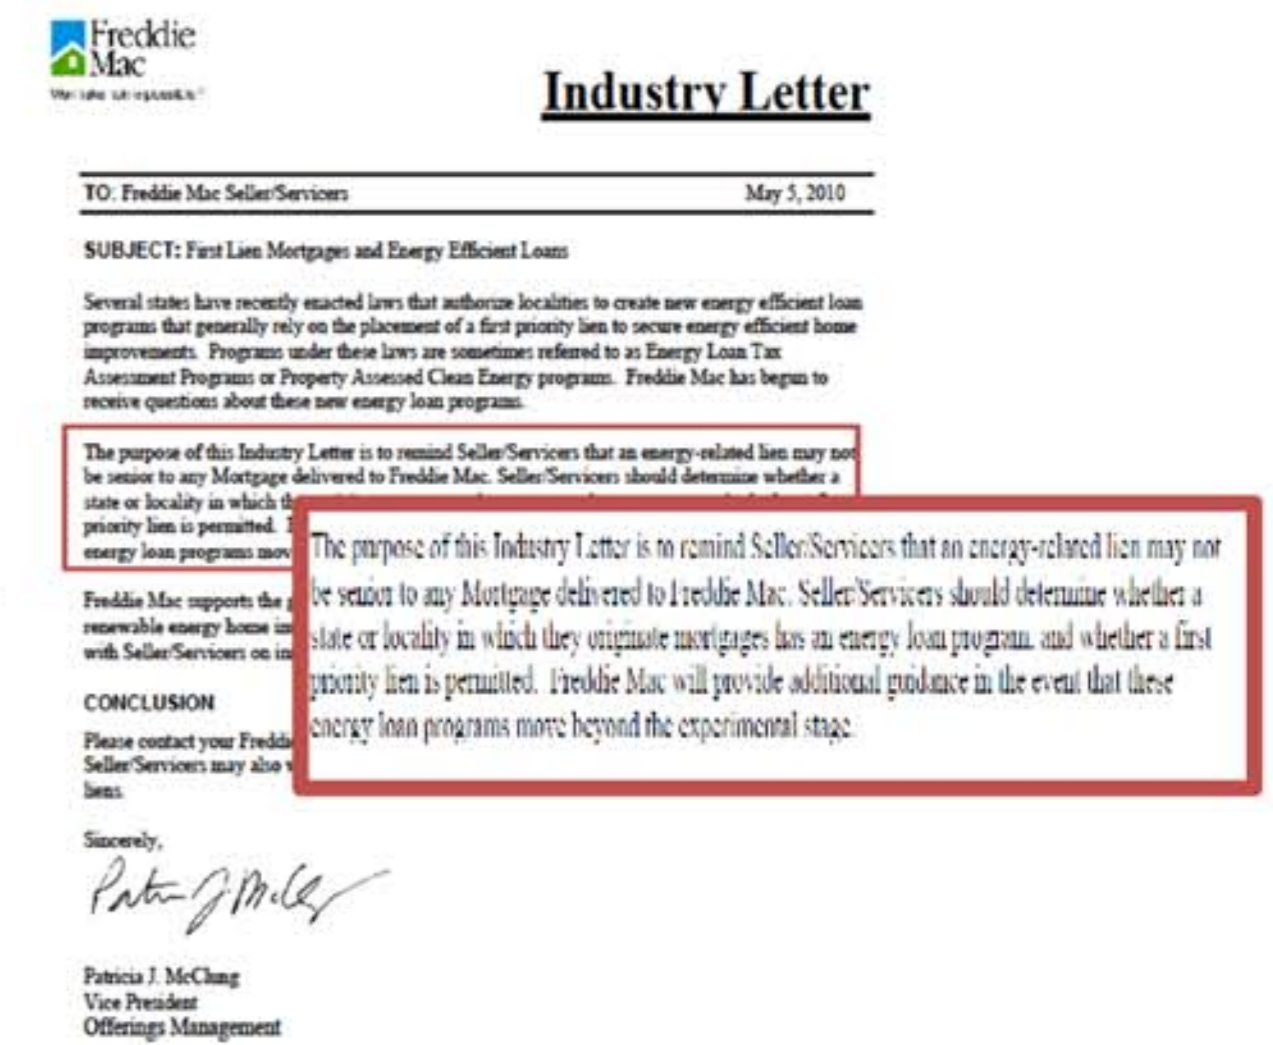 Freddie
Mac
Industry Letter
TO: Freddie Mac Seller/Servicers May 5, 2010
SUBJECT: First Lien Mortgages and Energy Efficient Loans
Several states have recently enacted laws that authorize localities to create new energy efficient loan
programs that generally rely on the placement of a first priority lien to secure energy efficient home
improvements. Programs under these laws are sometimes referred to as Energy Loan Tax
Assessment Programs or Property Assessed Clean Energy programs. Freddie Mac has begun to
receive questions about these new energy loan programs.
The purpose of this Industry Letter is to remind Seller/Servicers that an energy-related lien may not
be senior to any Mortgage delivered to Freddie Mac. Seller/Servicers should determine whether a
state or locality in which th
priority lien is permitted.
energy loan programs mov
The purpose of this Industry Letter is to remind Seller/Servicers that an energy-related lien may not
be senior to any Mortgage delivered to Freddie Mac. Seller/Servicers should determine whether a
state or locality in which they originate mortgages has an energy loan program, and whether a first
priority lien is permitted. Freddie Mac will provide additional guidance in the event that these
energy loan programs move beyond the experimental stage.
Freddie Mac supports the
renewable energy home im
with Seller/Servicers on in
CONCLUSION
Please contact your Freddi
Seller/Servicers may also
liens.
Sincerely,
Patricia J. McClung
Vice President
Offerings Management